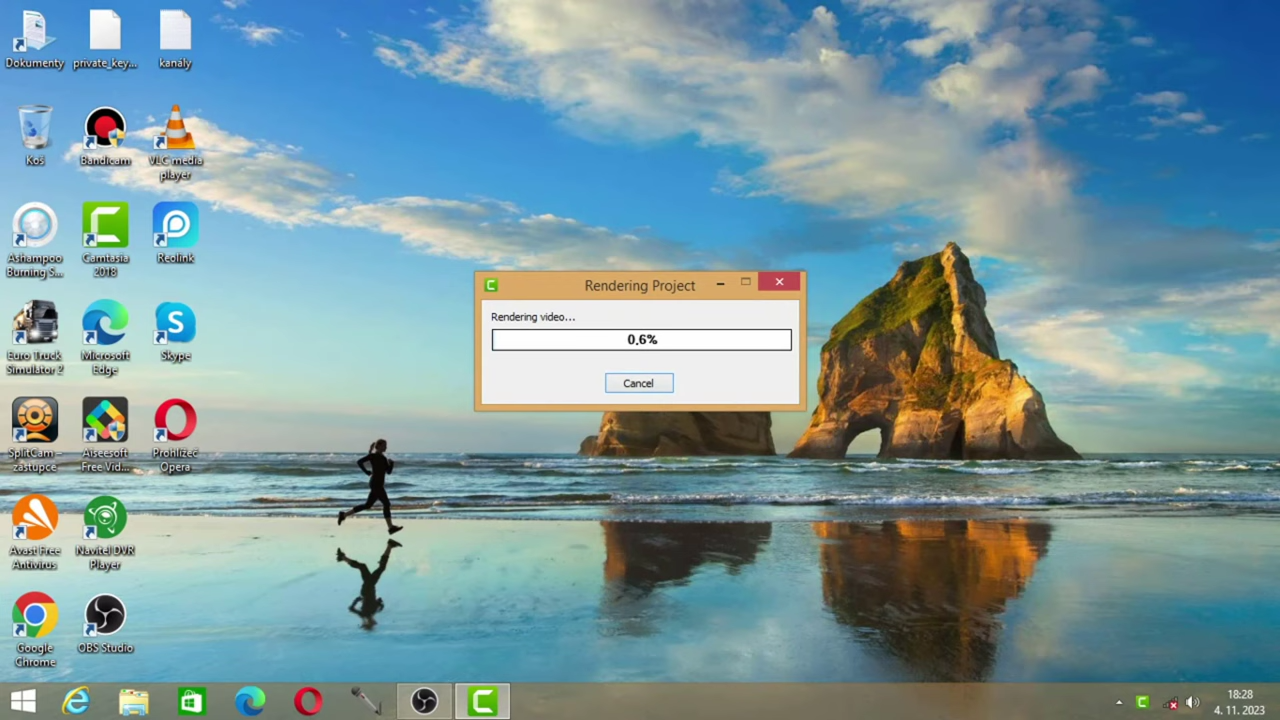 Dokumenty
private_key...
kanaly
Koš
Bandicam
VLC media
player
Ashampoo
Burning S...
Camtasia
2018
Reolink
Euro Truck
Simulator 2
Microsoft
Edge
Skype
SplitCam –
zástupce
Aiseesoft
Free Vid...
Prohlížeč
Opera
Avast Free
Antivirus
Navitel DVR
Player
Google
Chrome
OBS Studio
Rendering Project
Rendering video...
0,6%
Cancel
18:28
4. 11. 2023